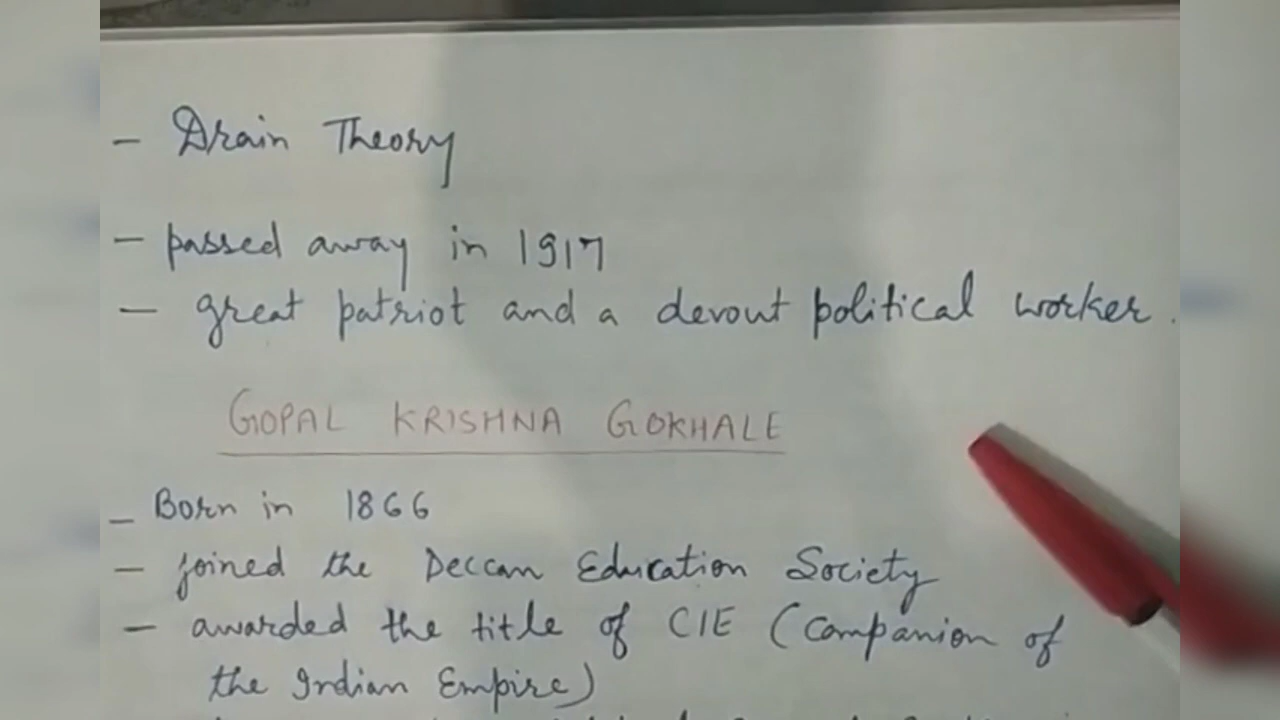 - Drain Theory
- passed away in 1917
- great patriot and a devout political worker.
GOPAL KRISHNA GOKHALE
- Born in 1866
- joined the Deccan Education Society
- awarded the title of CIE (Companion of
the Indian Empire)